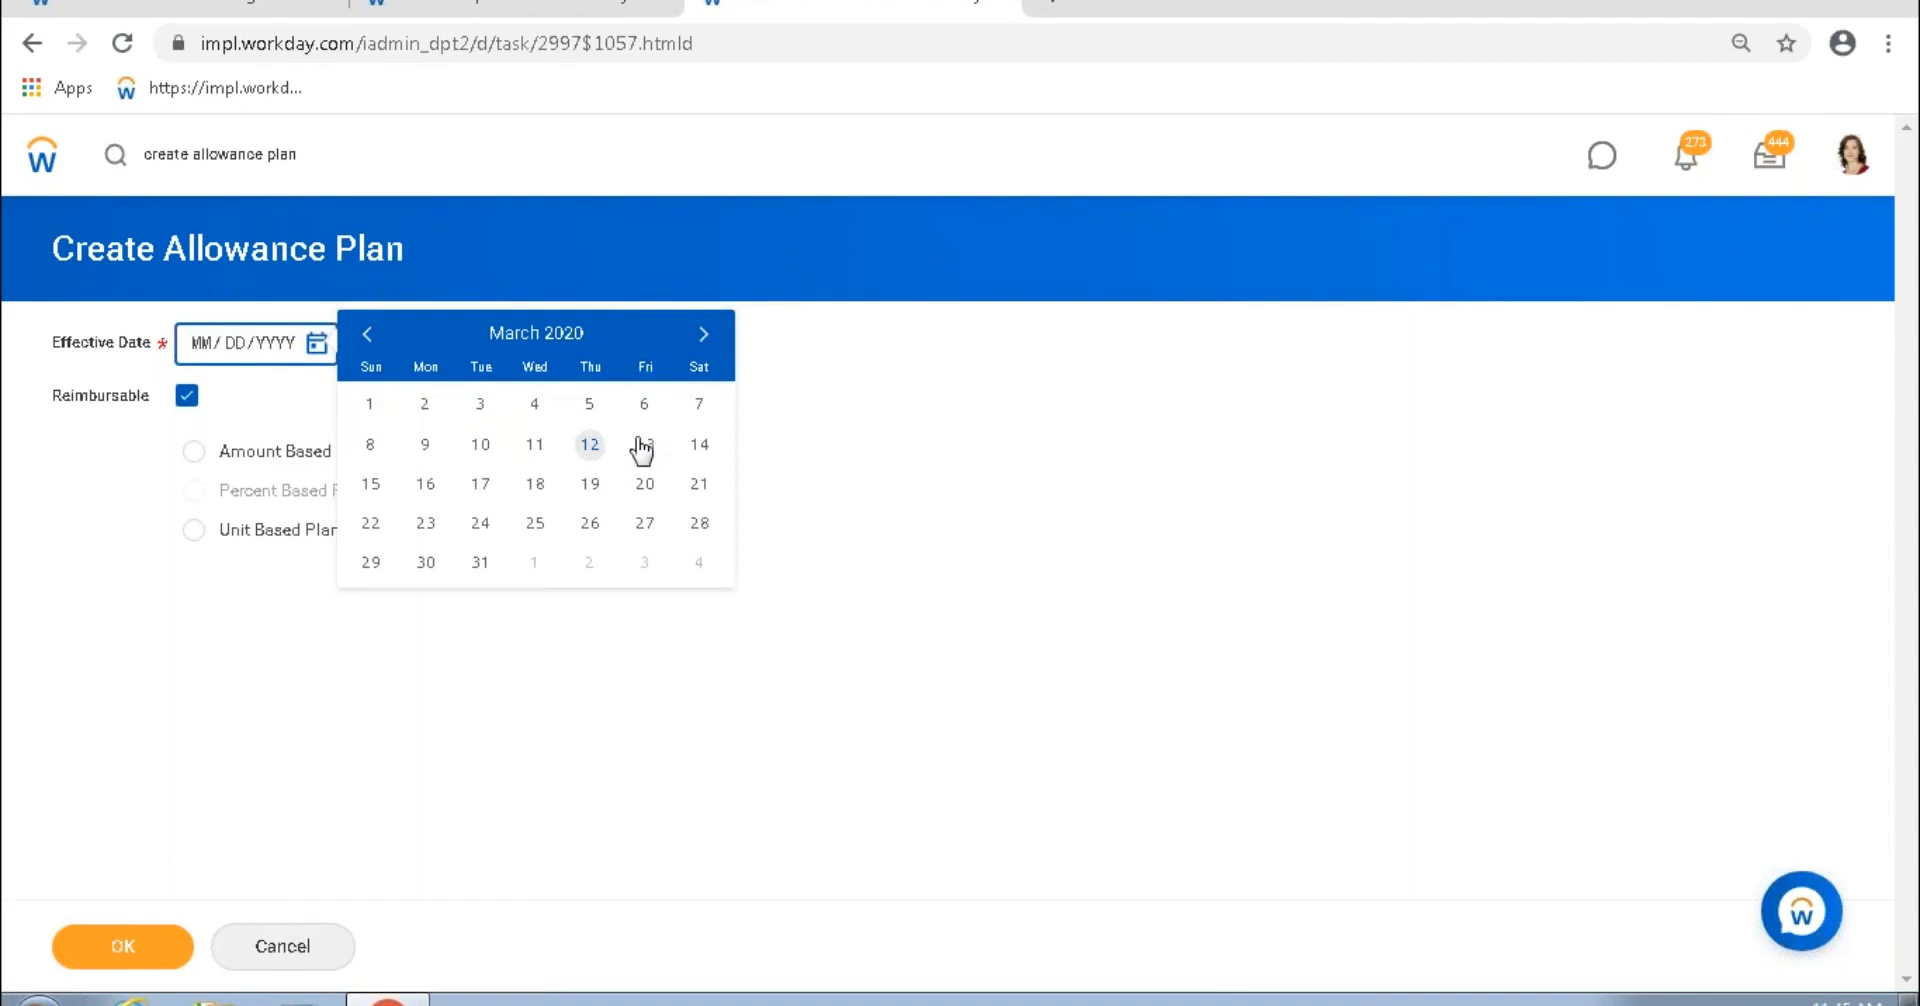 impl.workday.com/iadmin_dpt2/d/task/2997$1057.htmld
Apps https://impl.workd...
create allowance plan 273 444
Create Allowance Plan
Effective Date * MM/DD/YYYY
March 2020
Sun Mon Tue Wed Thu Fri Sat
1 2 3 4 5 6 7
8 9 10 11 12 14
15 16 17 18 19 20 21
22 23 24 25 26 27 28
29 30 31 1 2 3 4
Reimbursable
Amount Based
Percent Based
Unit Based Plan
OK Cancel